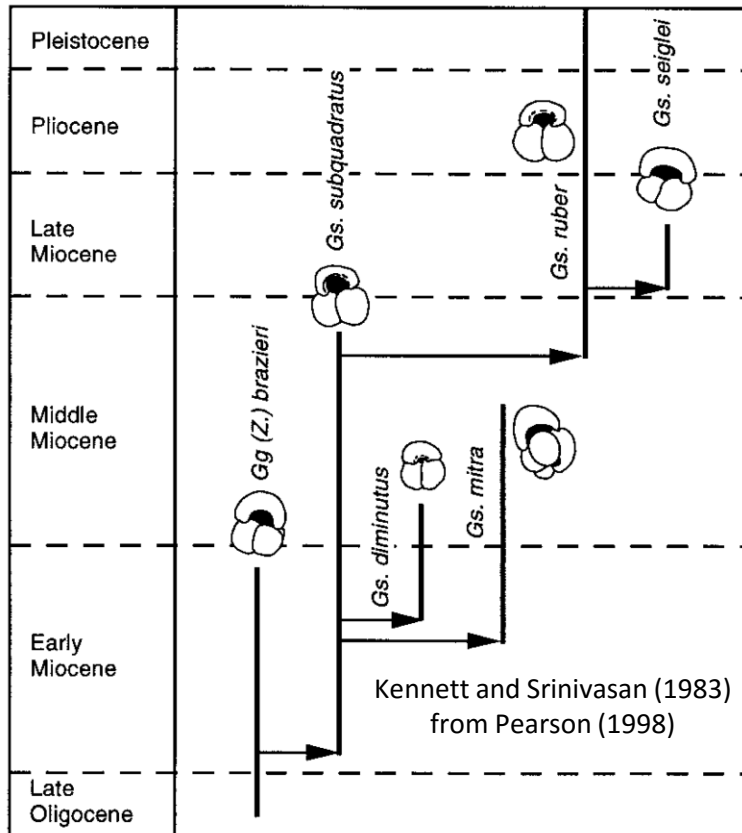 Pleistocene
Pliocene
Late
Miocene
Middle
Miocene
Early
Miocene
Late
Oligocene
Gg (Z.) brazieri
Gs. subquadratus
Gs. diminutus
Gs. mitra
Gs. ruber
Gs. seiglei
Kennett and Srinivasan (1983)
from Pearson (1998)